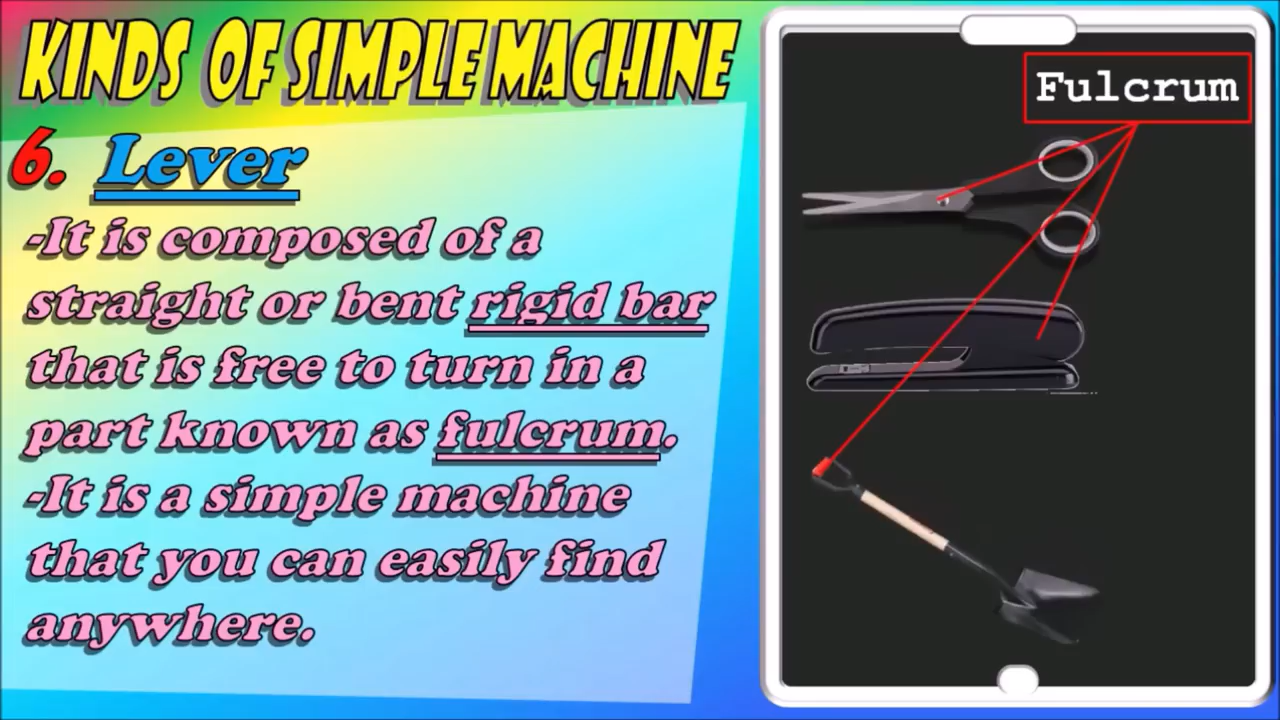 KINDS OF SIMPLE MACHINE
6. Lever
-It is composed of a
straight or bent rigid bar
that is free to turn in a
part known as fulcrum.
-It is a simple machine
that you can easily find
anywhere.
Fulcrum